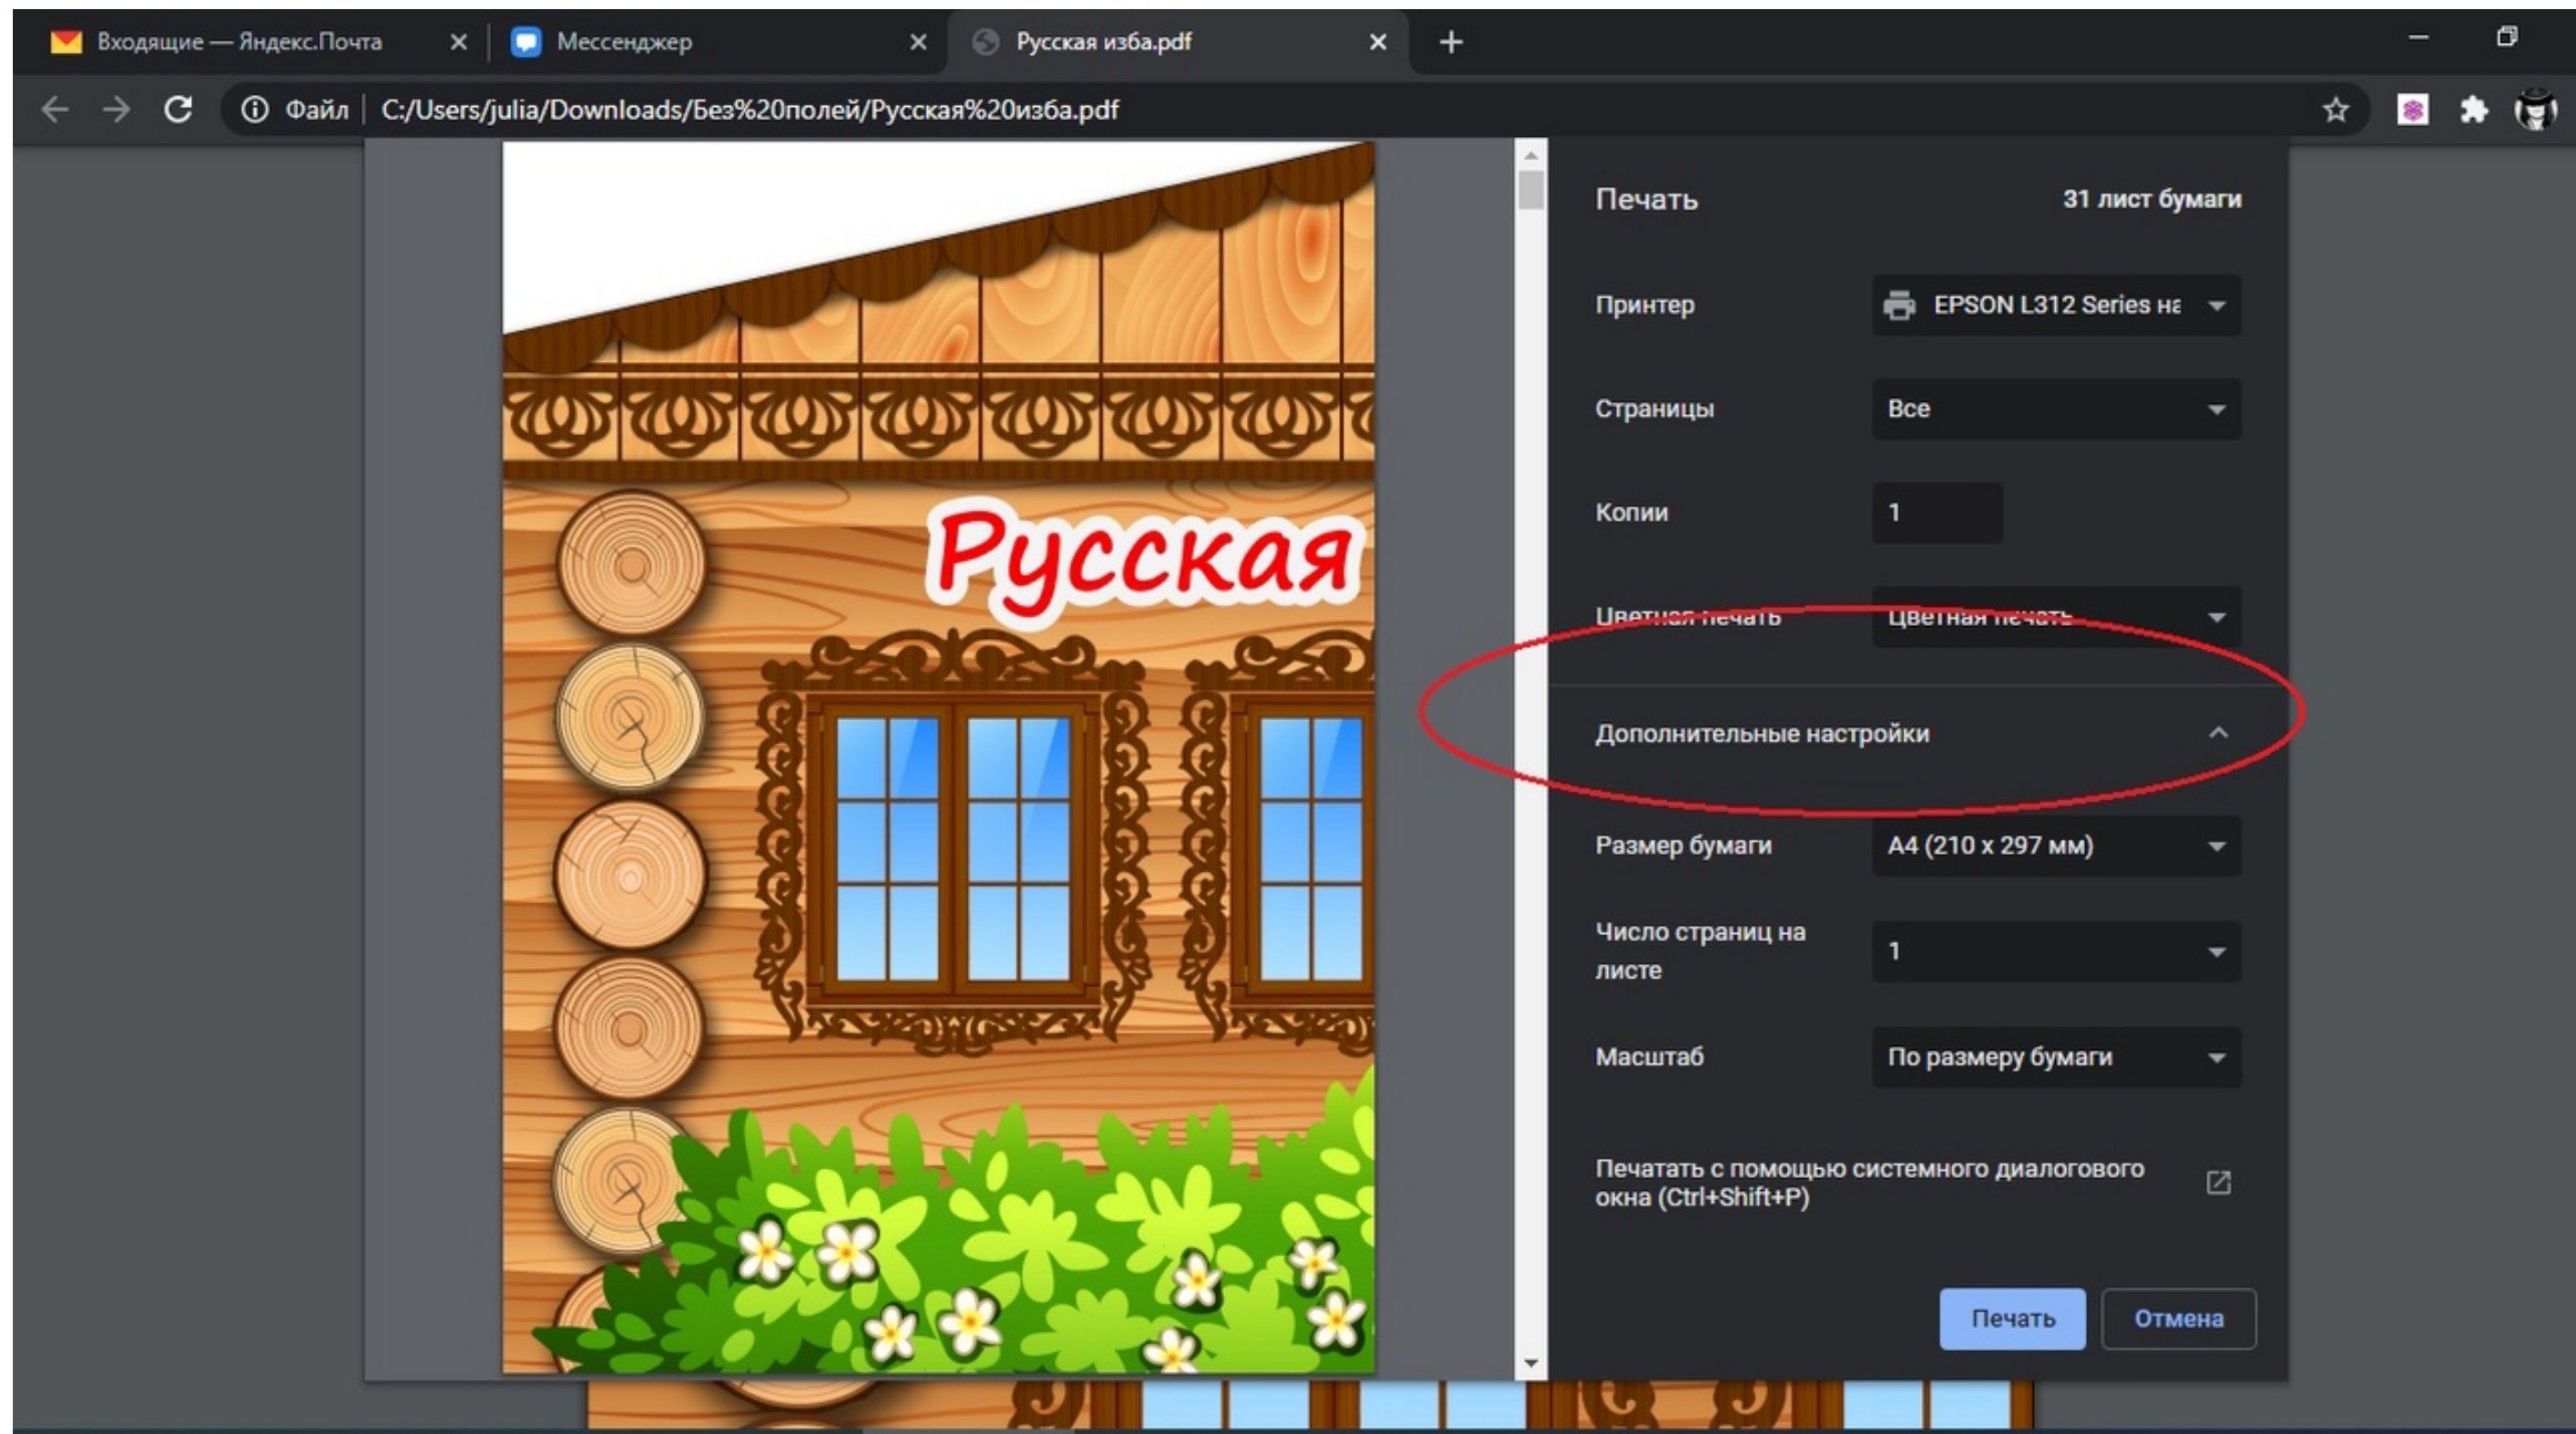 Входящие — Яндекс.Почта
Мессенджер
Русская изба.pdf
Файл
C:/Users/julia/Downloads/Без%20полей/Русская%20изба.pdf
Русская
Печать
31 лист бумаги
Принтер
EPSON L312 Series на
Страницы
Все
Копии
1
Цветная печать
Цветная печать
Дополнительные настройки
Размер бумаги
A4 (210 x 297 мм)
Число страниц на
листе
1
Масштаб
По размеру бумаги
Печатать с помощью системного диалогового
окна (Ctrl+Shift+P)
Печать
Отмена